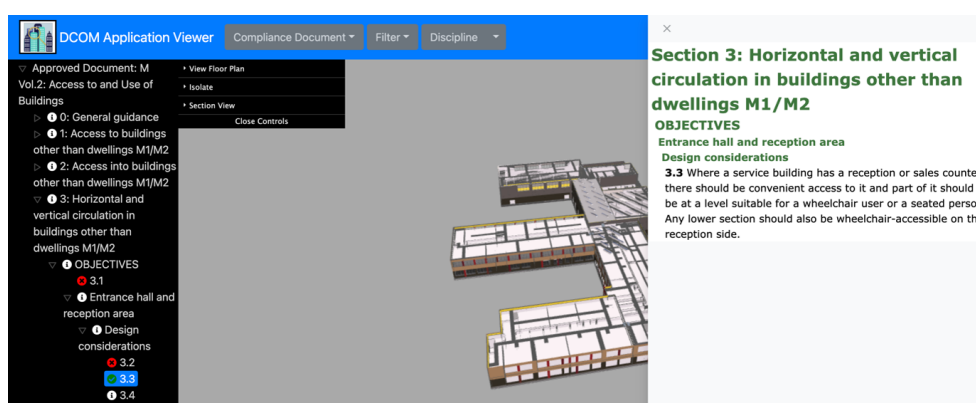 DCOM Application Viewer
Compliance Document
Filter
Discipline
Approved Document: M
Vol.2: Access to and Use of
Buildings
0: General guidance
1: Access to buildings
other than dwellings M1/M2
2: Access into buildings
other than dwellings M1/M2
3: Horizontal and
vertical circulation in
buildings other than
dwellings M1/M2
OBJECTIVES
3.1
Entrance hall and
reception area
Design
considerations
3.2
3.3
3.4
View Floor Plan
Isolate
Section View
Close Controls
Section 3: Horizontal and vertical
circulation in buildings other than
dwellings M1/M2
OBJECTIVES
Entrance hall and reception area
Design considerations
3.3 Where a service building has a reception or sales counte
there should be convenient access to it and part of it should
be at a level suitable for a wheelchair user or a seated perso
Any lower section should also be wheelchair-accessible on th
reception side.